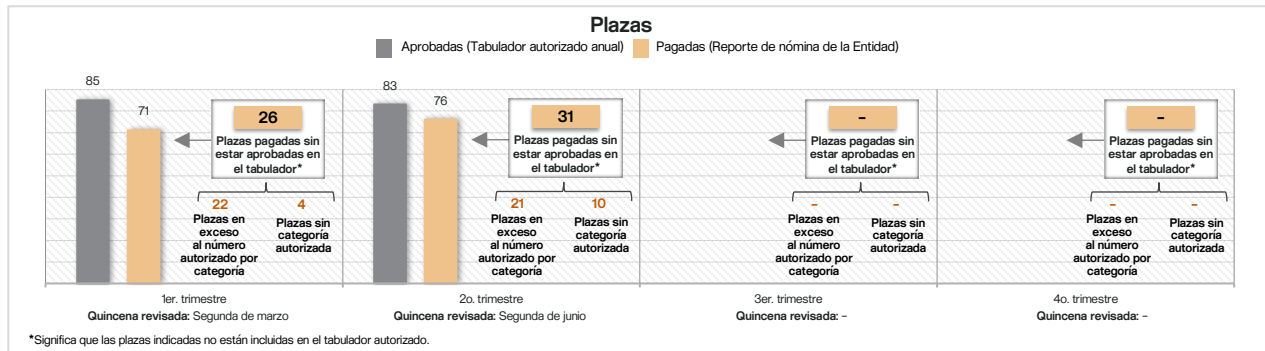 Plazas
Aprobadas (Tabulador autorizado anual) Pagadas (Reporte de nómina de la Entidad)
85
71
26
Plazas pagadas sin
estar aprobadas en
el tabulador*
22
Plazas en
exceso
al número
autorizado por
categoría
4
Plazas sin
categoría
autorizada
83
76
31
Plazas pagadas sin
estar aprobadas en
el tabulador*
21
Plazas en
exceso
al número
autorizado por
categoría
10
Plazas sin
categoría
autorizada
-
Plazas pagadas sin
estar aprobadas en
el tabulador*
-
Plazas en
exceso
al número
autorizado por
categoría
-
Plazas sin
categoría
autorizada
-
Plazas pagadas sin
estar aprobadas en
el tabulador*
-
Plazas en
exceso
al número
autorizado por
categoría
-
Plazas sin
categoría
autorizada
1er. trimestre
Quincena revisada: Segunda de marzo
2o. trimestre
Quincena revisada: Segunda de junio
3er. trimestre
Quincena revisada: -
4o. trimestre
Quincena revisada: -
*Significa que las plazas indicadas no están incluidas en el tabulador autorizado.